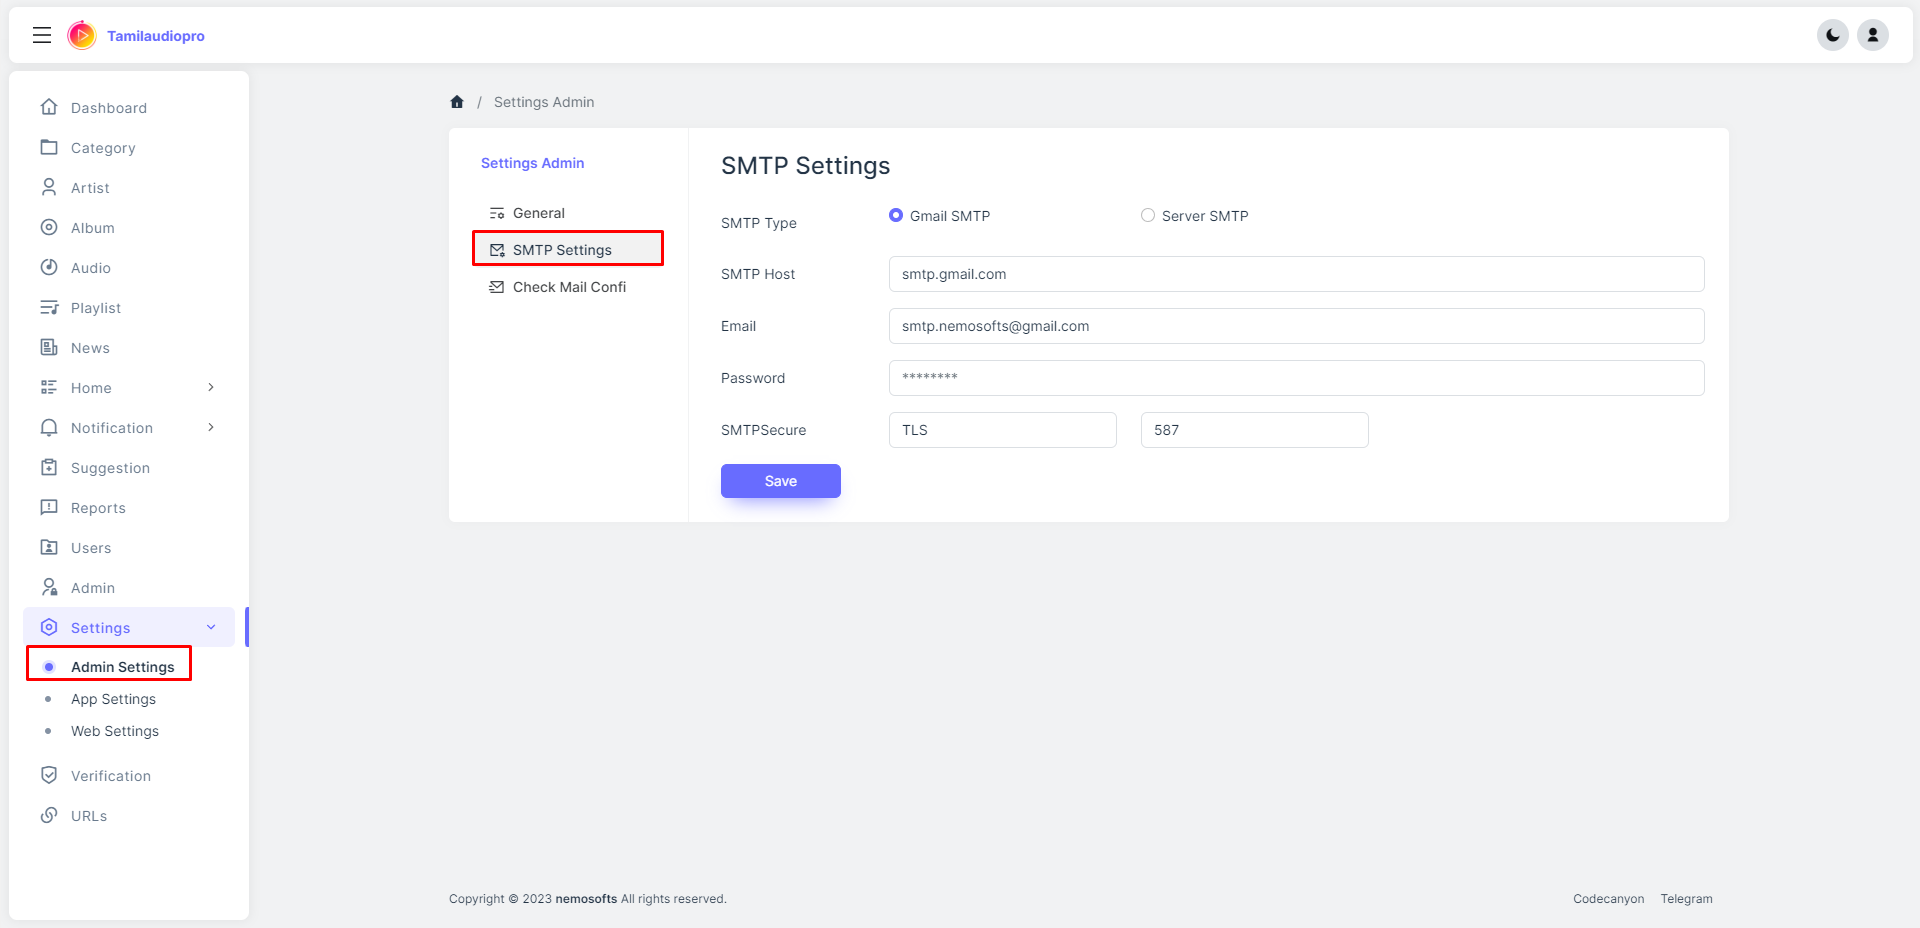 Tamilaudiopro
Dashboard
Category
Artist
Album
Audio
Playlist
News
Home
Notification
Suggestion
Reports
Users
Admin
Settings
Admin Settings
App Settings
Web Settings
Verification
URLs
/ Settings Admin
Settings Admin
General
SMTP Settings
Check Mail Confi
SMTP Settings
SMTP Type
Gmail SMTP
Server SMTP
SMTP Host
smtp.gmail.com
Email
smtp.nemosofts@gmail.com
Password
********
SMTPSecure
TLS
587
Save
Copyright © 2023 nemosofts All rights reserved.
Codecanyon
Telegram